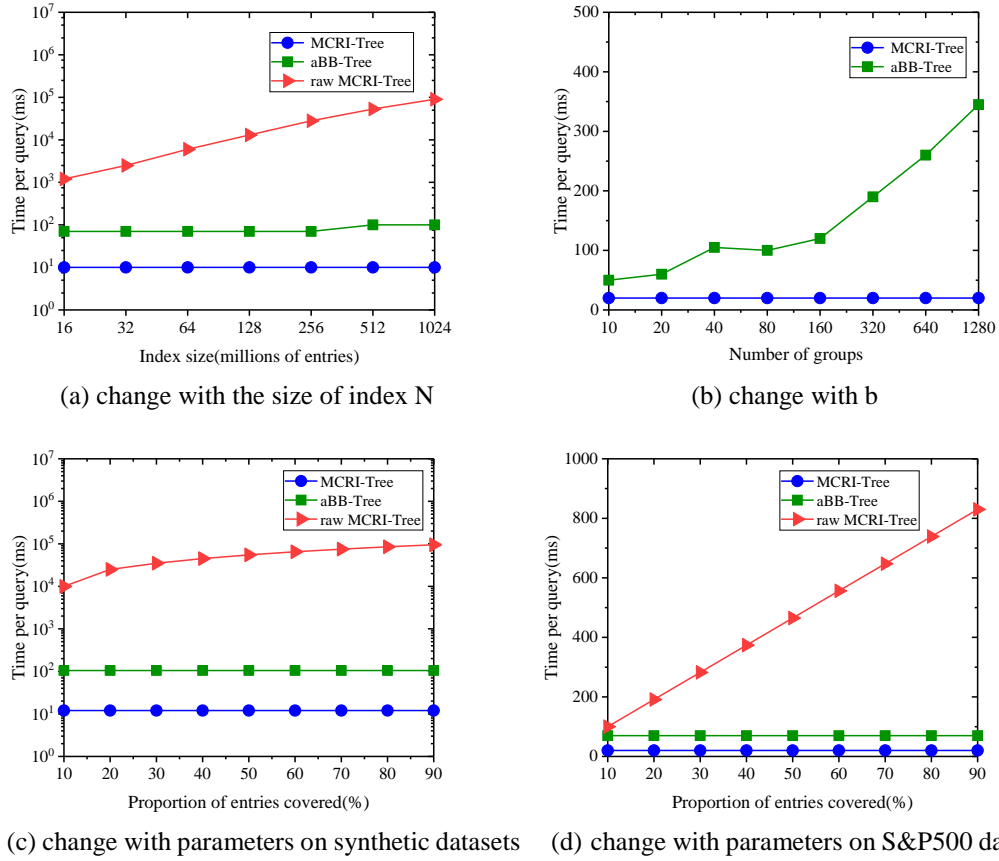 10^7
10^6
10^5
10^4
10^3
10^2
10^1
10^0
Time per query(ms)
MCRI-Tree
aBB-Tree
raw MCRI-Tree
16 32 64 128 256 512 1024
Index size(millions of entries)
(a) change with the size of index N
500
400
300
200
100
0
Time per query(ms)
MCRI-Tree
aBB-Tree
10 20 40 80 160 320 640 1280
Number of groups
(b) change with b
10^7
10^6
10^5
10^4
10^3
10^2
10^1
10^0
Time per query(ms)
MCRI-Tree
aBB-Tree
raw MCRI-Tree
10 20 30 40 50 60 70 80 90
Proportion of entries covered(%)
(c) change with parameters on synthetic datasets
1000
800
600
400
200
0
Time per query(ms)
MCRI-Tree
aBB-Tree
raw MCRI-Tree
10 20 30 40 50 60 70 80 90
Proportion of entries covered(%)
(d) change with parameters on S&P500 da